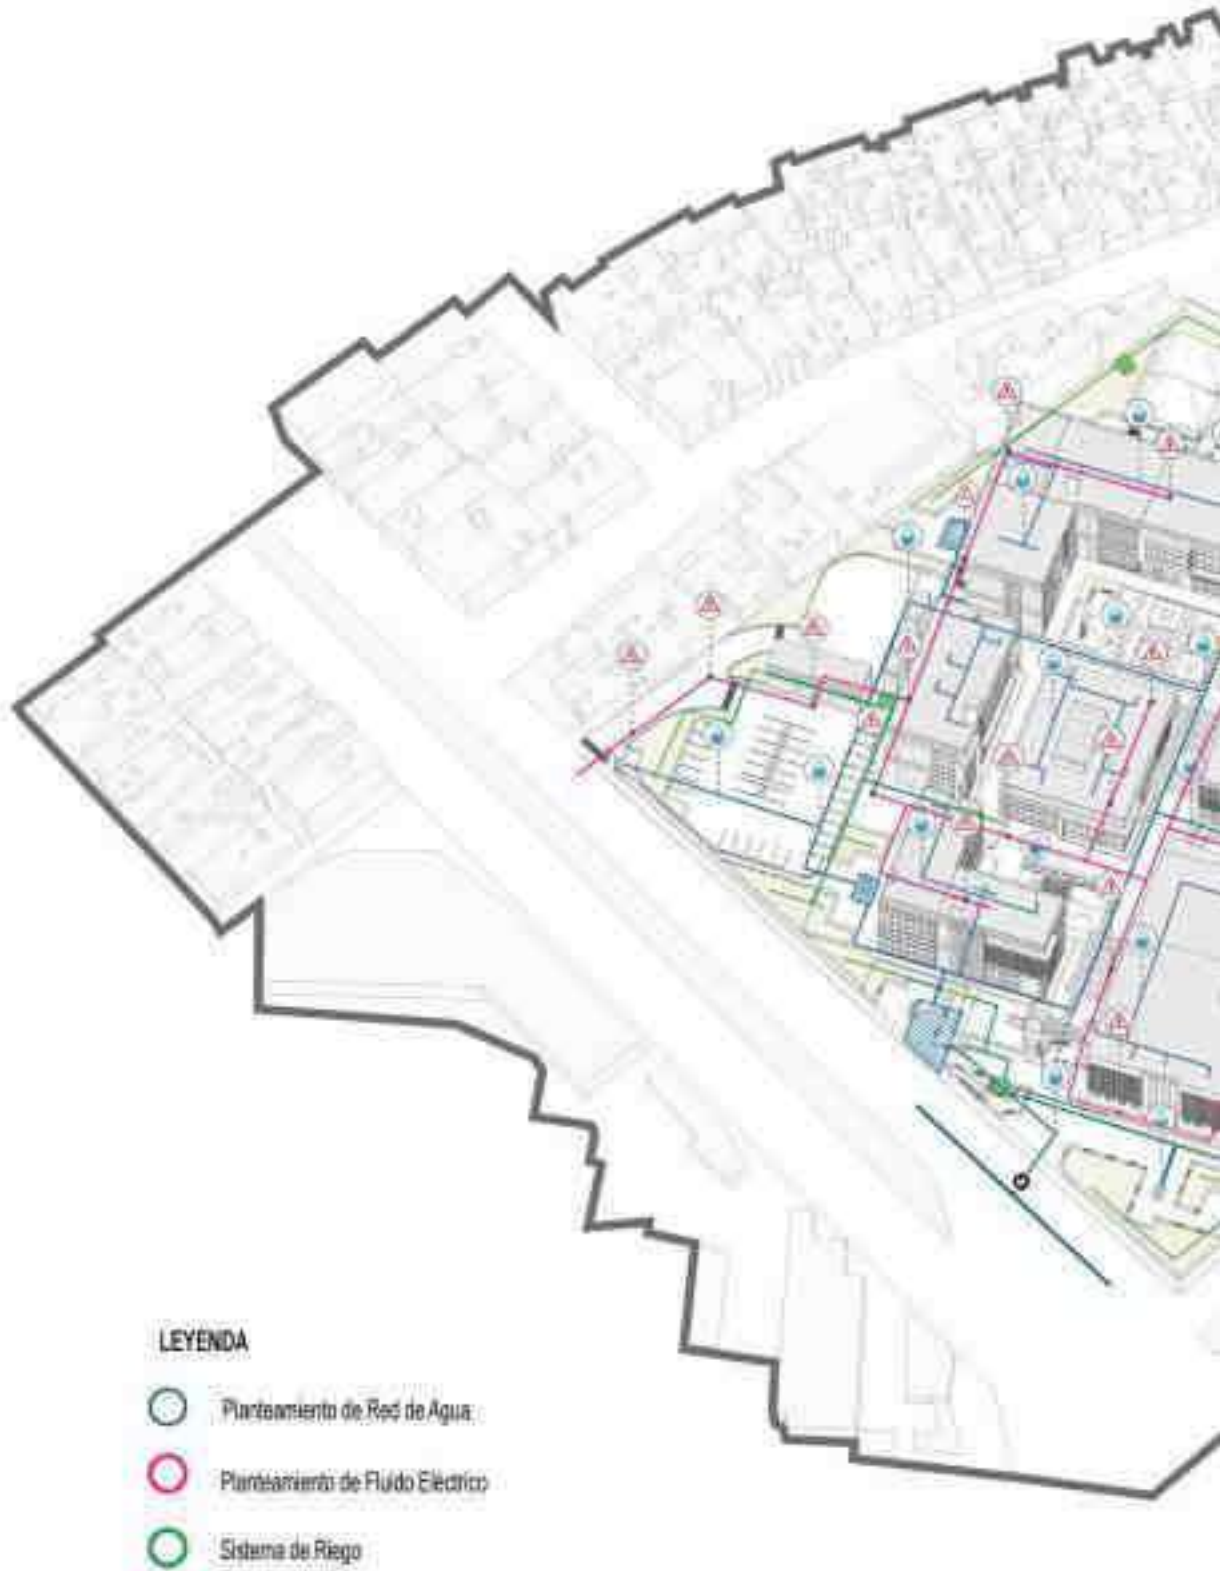 LEYENDA
Planteamiento de Red de Agua
Planteamiento de Fluido Eléctrico
Sistema de Riego